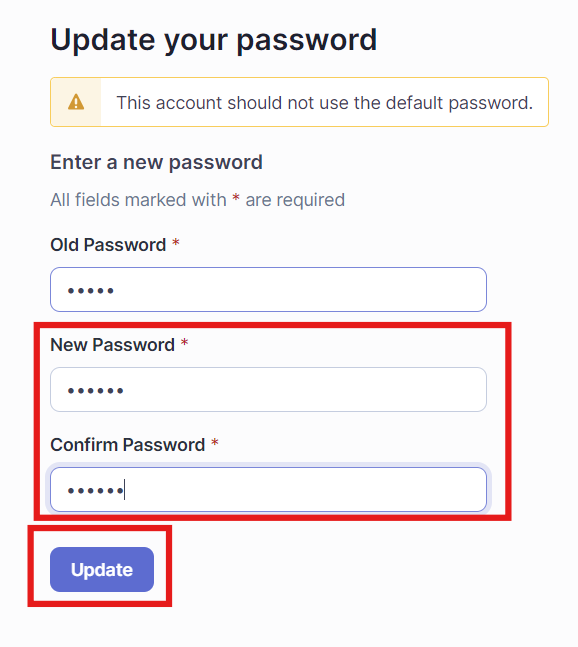 Update your password
This account should not use the default password.
Enter a new password
All fields marked with * are required
Old Password *
•••••
New Password *
••••••
Confirm Password *
••••••
Update